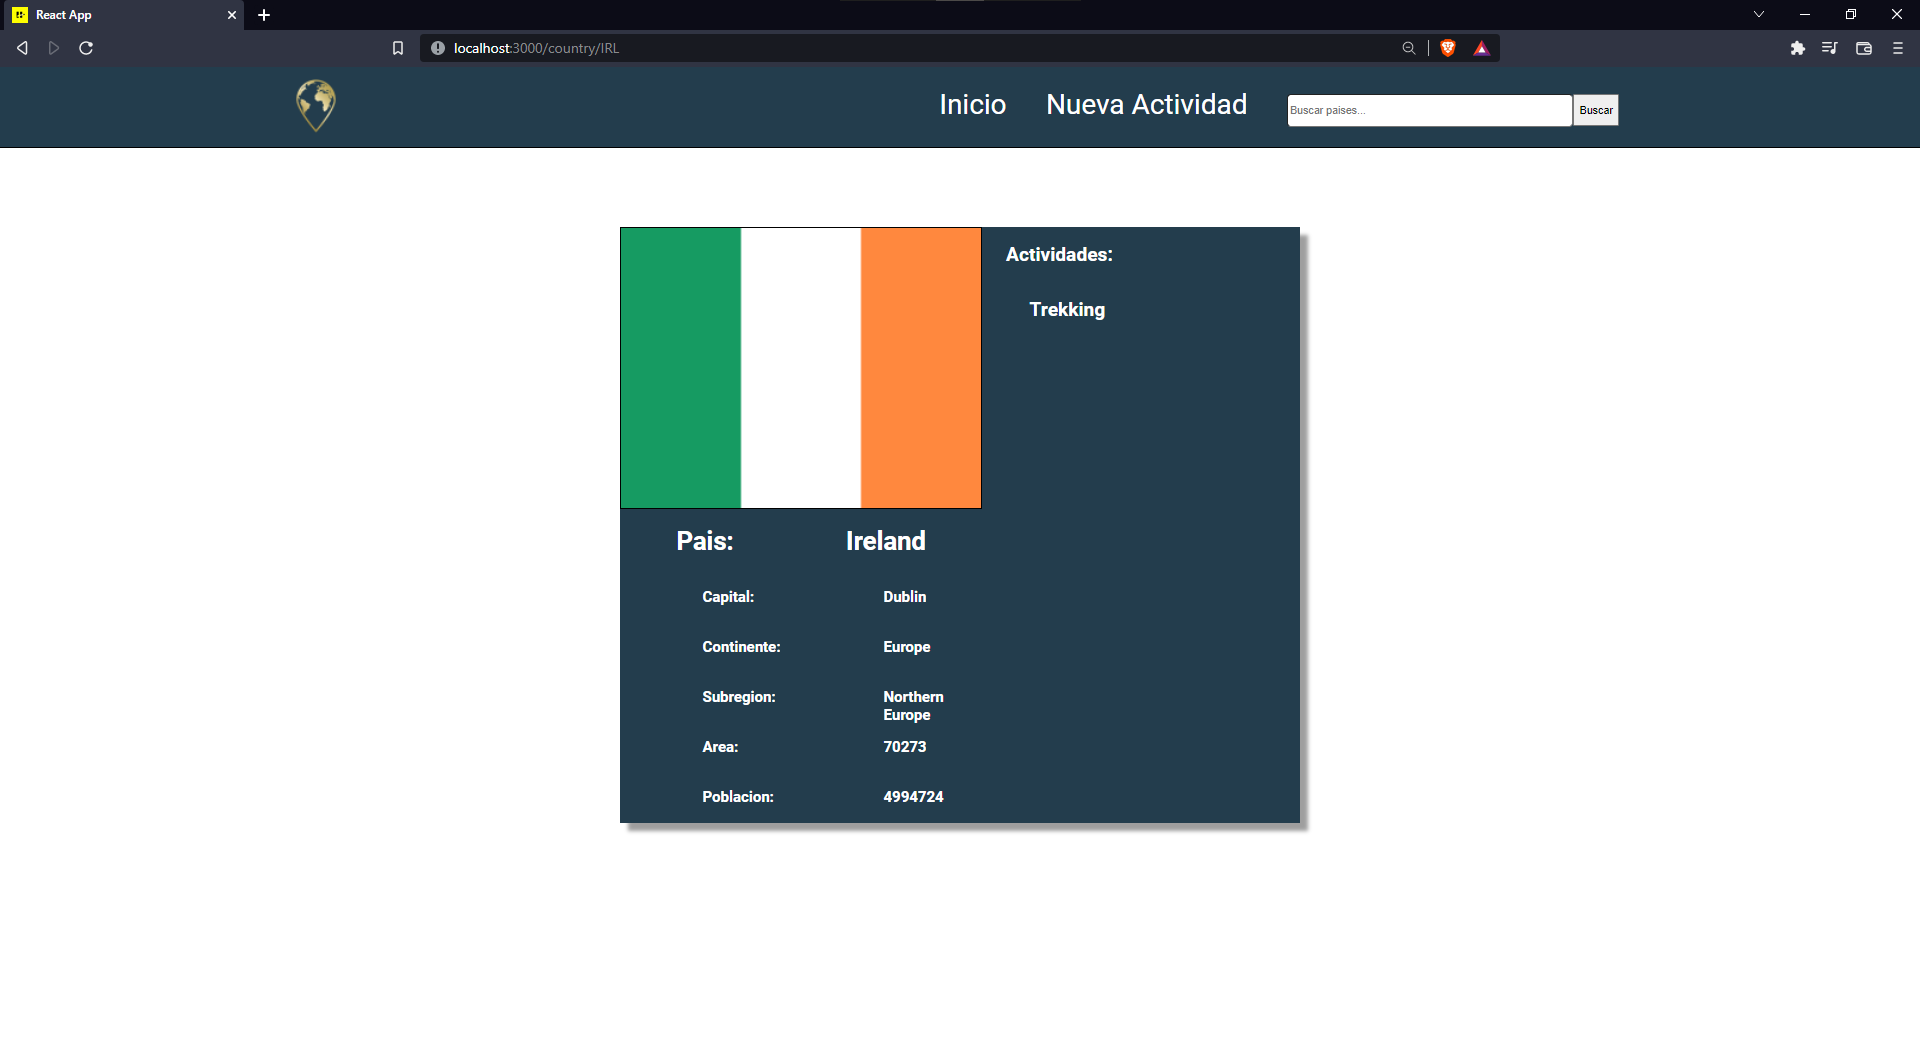 React App
localhost:3000/country/IRL
Inicio
Nueva Actividad
Buscar paises...
Buscar
Actividades:
Trekking
Pais:
Ireland
Capital:
Dublin
Continente:
Europe
Subregion:
Northern
Europe
Area:
70273
Poblacion:
4994724